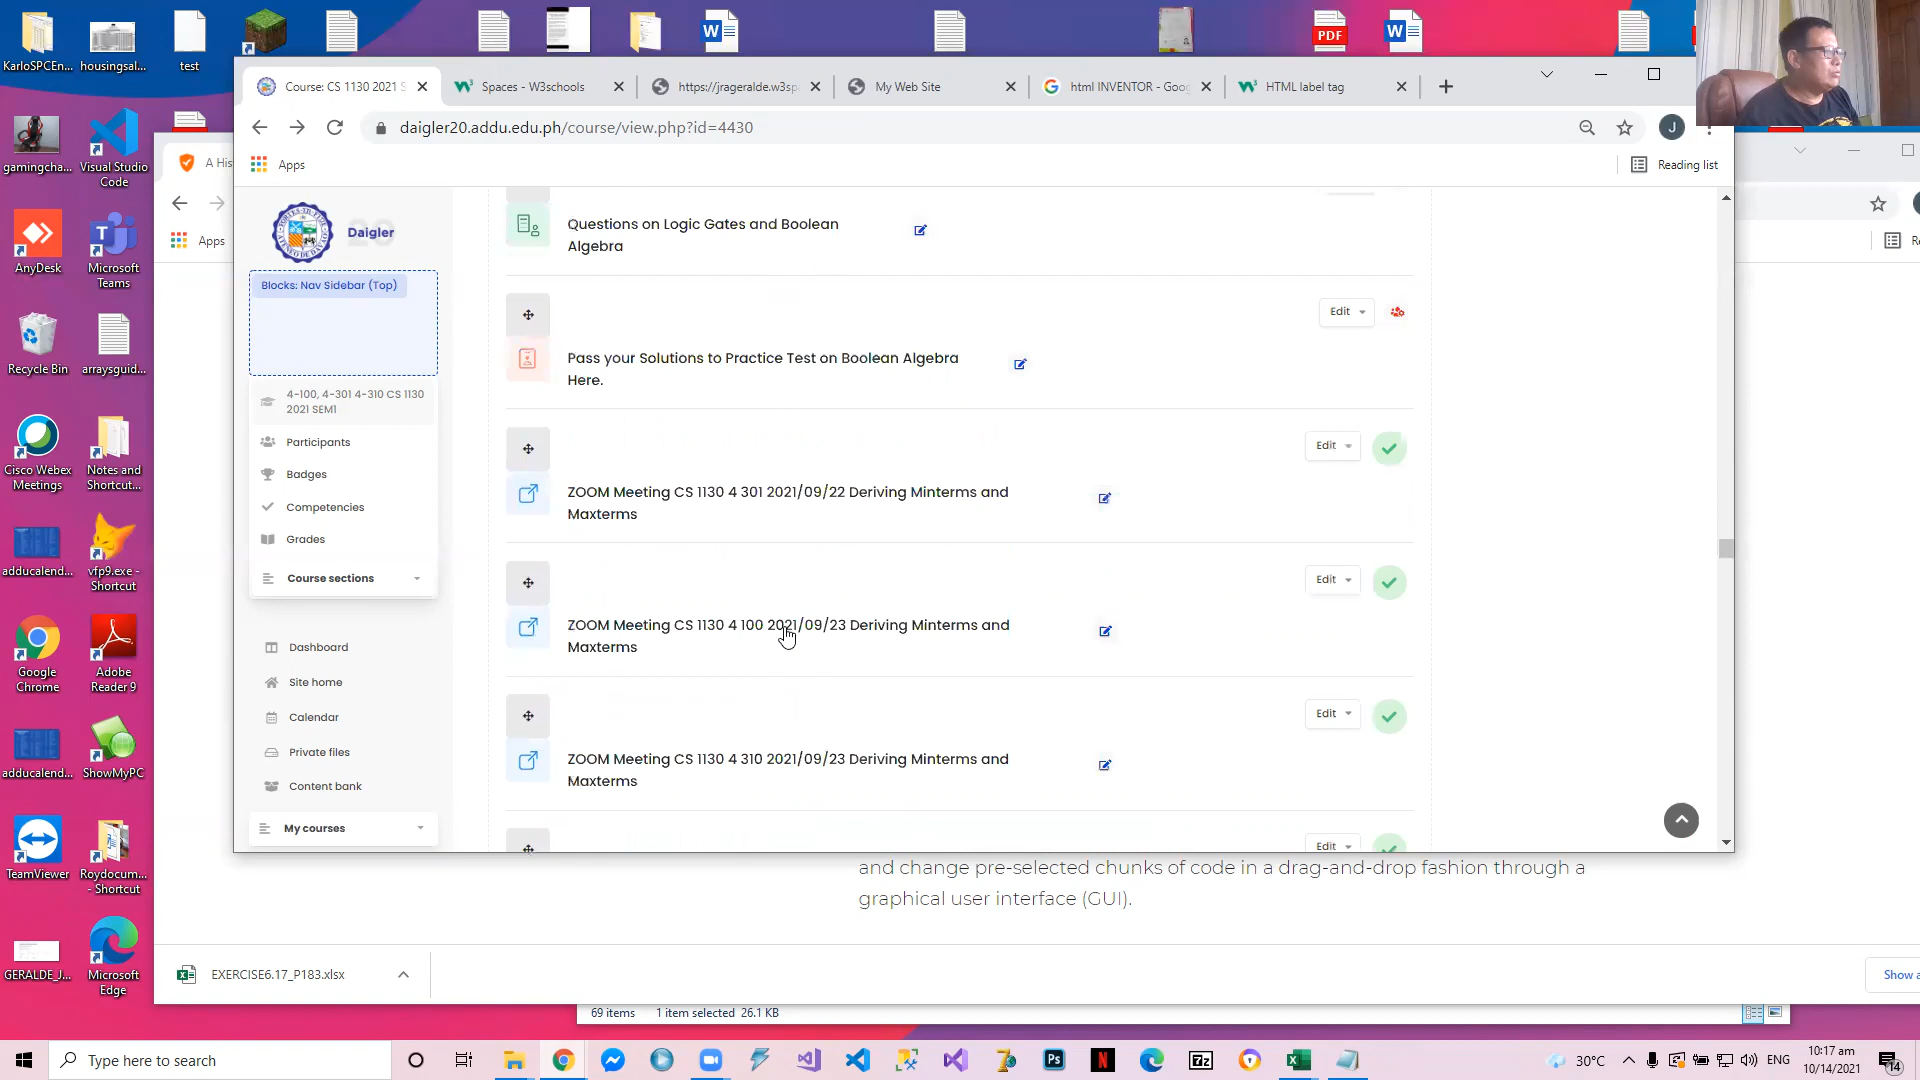 KarloSPCEn...
housingsal...
test
Course: CS 1130 2021 S
Spaces - W3schools
https://jrageralde.w3sp
My Web Site
html INVENTOR - Goog
HTML label tag
daigler20.addu.edu.ph/course/view.php?id=4430
J
Apps
Reading list
A His
Apps
gamingcha...
Visual Studio
Code
AnyDesk
Microsoft
Teams
Recycle Bin
arraysguid...
Cisco Webex
Meetings
Notes and
Shortcut...
adducalend...
vfp9.exe -
Shortcut
Google
Chrome
Adobe
Reader 9
adducalend...
ShowMyPC
TeamViewer
Roydocum...
- Shortcut
GERALDE_J...
Microsoft
Edge
PDF
Daigler
20
Blocks: Nav Sidebar (Top)
4-100, 4-301 4-310 CS 1130
2021 SEM1
Participants
Badges
Competencies
Grades
Course sections
Dashboard
Site home
Calendar
Private files
Content bank
My courses
Questions on Logic Gates and Boolean
Algebra
Edit
Pass your Solutions to Practice Test on Boolean Algebra
Here.
Edit
ZOOM Meeting CS 1130 4 301 2021/09/22 Deriving Minterms and
Maxterms
Edit
ZOOM Meeting CS 1130 4 100 2021/09/23 Deriving Minterms and
Maxterms
Edit
ZOOM Meeting CS 1130 4 310 2021/09/23 Deriving Minterms and
Maxterms
Edit
and change pre-selected chunks of code in a drag-and-drop fashion through a
graphical user interface (GUI).
EXERCISE6.17_P183.xlsx
Show a
69 items
1 item selected 26.1 KB
Type here to search
30°C
ENG
10:17 am
10/14/2021
14